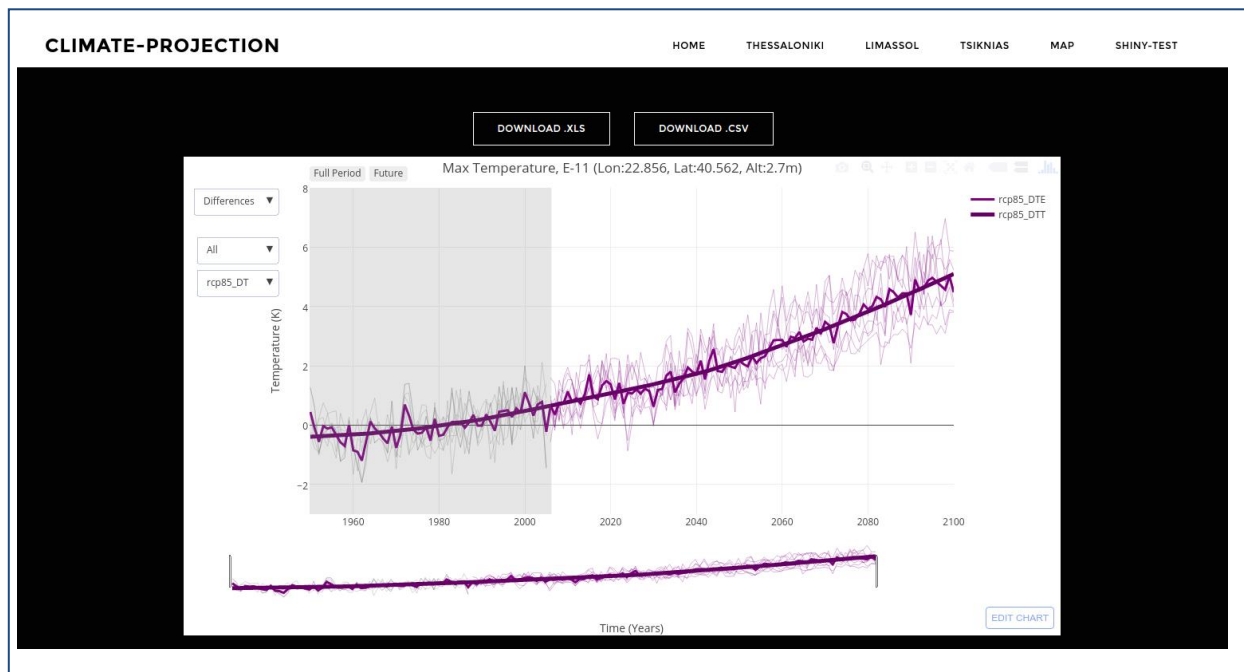 CLIMATE-PROJECTION
HOME THESSALONIKI LIMASSOL TSIKNIAS MAP SHINY-TEST
DOWNLOAD .XLS DOWNLOAD .CSV
Full Period Future Max Temperature, E-11 (Lon:22.856, Lat:40.562, Alt:2.7m)
Differences ▼
All ▼
rcp85_DT ▼
rcp85_DTE
rcp85_DTT
Temperature (K)
8
6
4
2
0
−2
1960 1980 2000 2020 2040 2060 2080 2100
Time (Years)
EDIT CHART